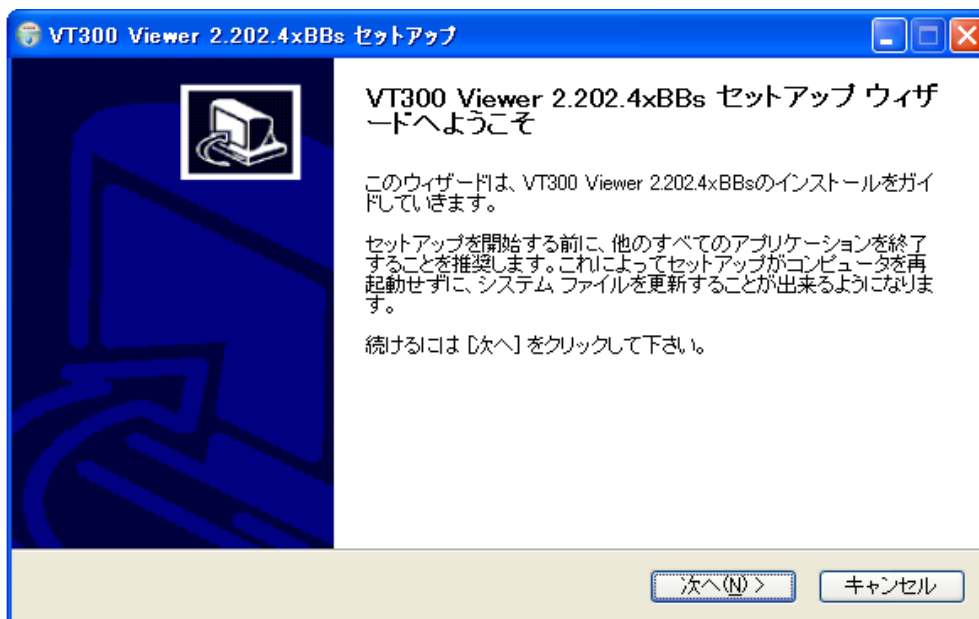 VT300 Viewer 2.202.4xBBs セットアップ
VT300 Viewer 2.202.4xBBs セットアップ ウィザ
ードへようこそ
このウィザードは、VT300 Viewer 2.202.4xBBsのインストールをガイ
ドしていきます。
セットアップを開始する前に、他のすべてのアプリケーションを終了
することを推奨します。これによってセットアップがコンピュータを再
起動せずに、システム ファイルを更新することが出来るようになりま
す。
続けるには [次へ] をクリックして下さい。
次へ(N) >
キャンセル